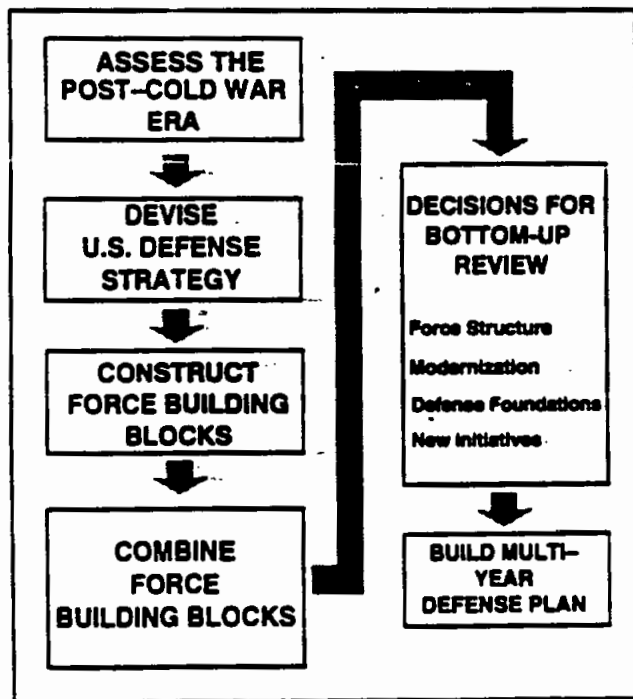 ASSESS THE
POST-COLD WAR
ERA
DEVISE
U.S. DEFENSE
STRATEGY
CONSTRUCT
FORCE BUILDING
BLOCKS
COMBINE
FORCE
BUILDING BLOCKS
DECISIONS FOR
BOTTOM-UP
REVIEW
Force Structure
Modernization
Defense Foundations
New Initiatives
BUILD MULTI-
YEAR
DEFENSE PLAN